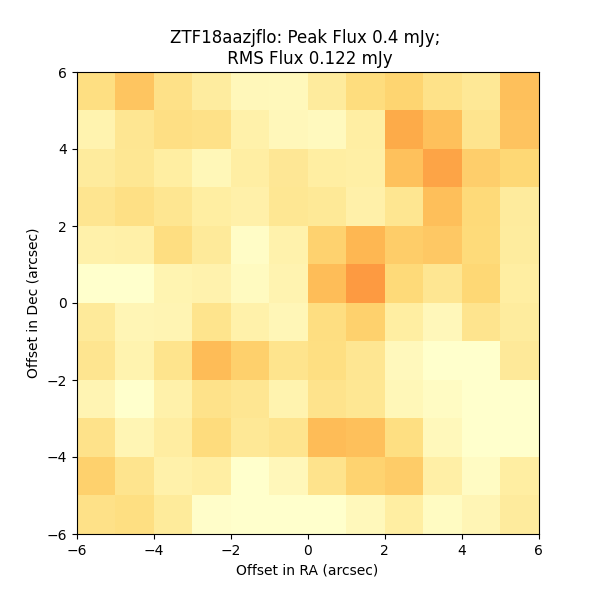 ZTF18aazjflo: Peak Flux 0.4 mJy;
RMS Flux 0.122 mJy
6
4
2
0
−2
−4
−6
Offset in Dec (arcsec)
−6 −4 −2 0 2 4 6
Offset in RA (arcsec)